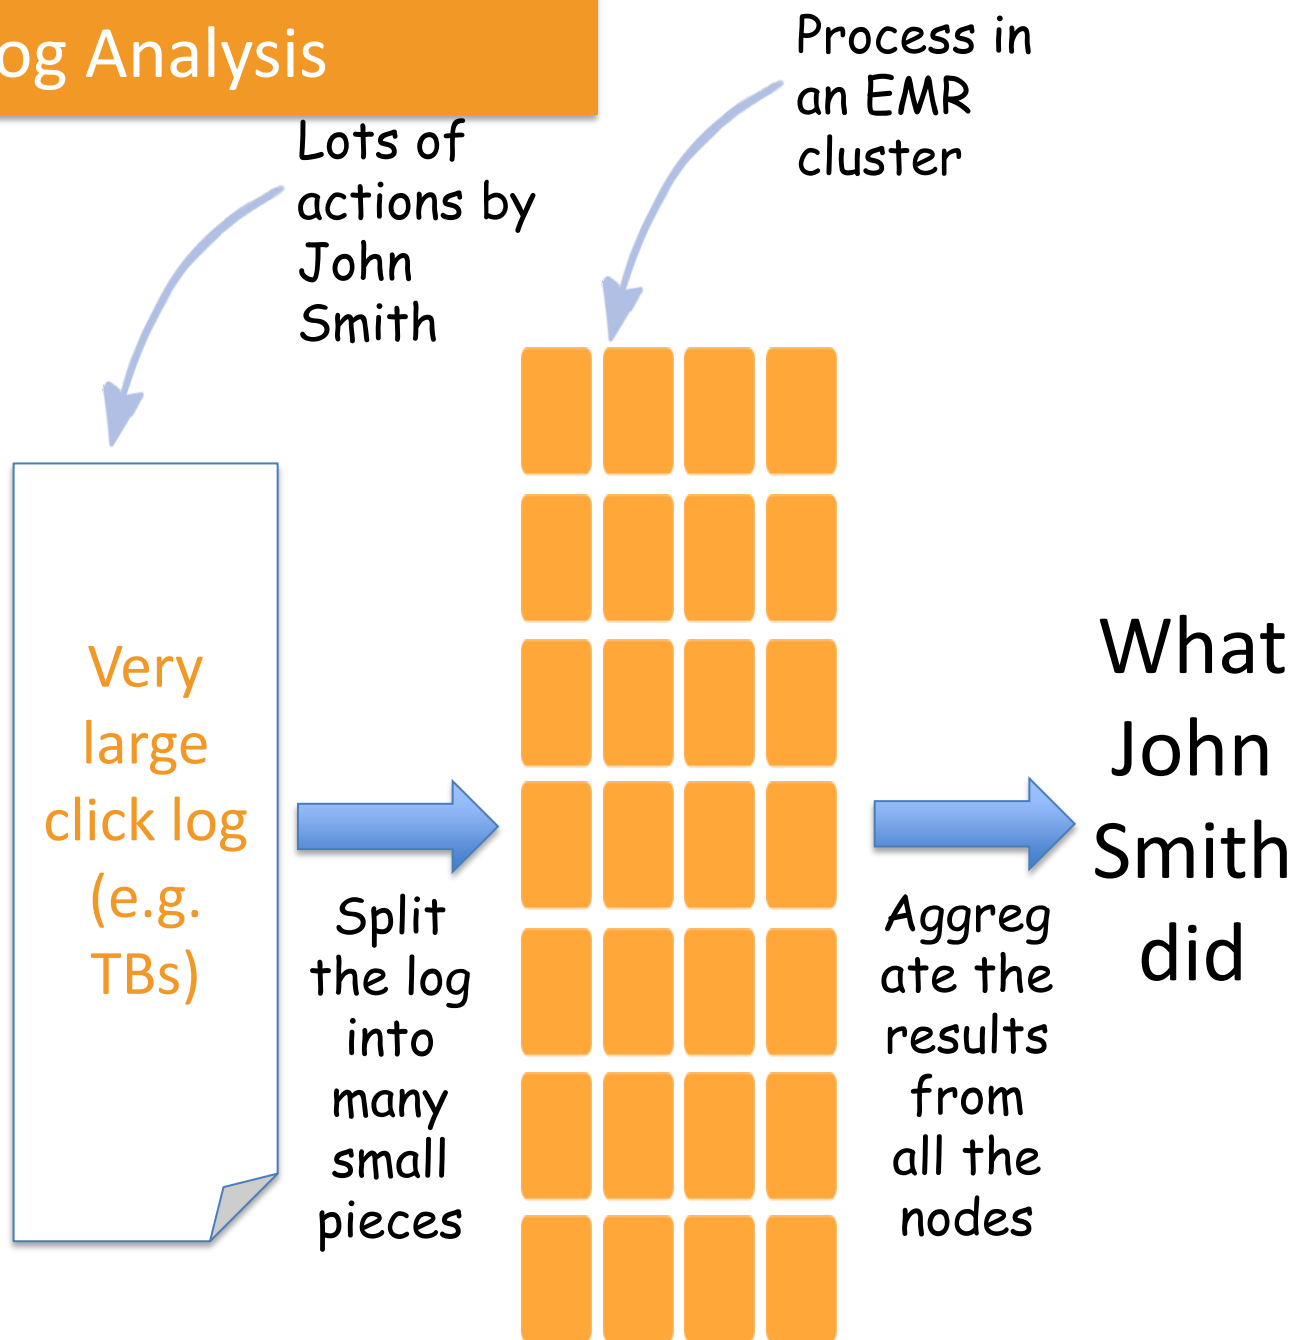 og Analysis
Lots of
actions by
John
Smith
Process in
an EMR
cluster
Very
large
click log
(e.g.
TBs)
Split
the log
into
many
small
pieces
Aggreg
ate the
results
from
all the
nodes
What
John
Smith
did